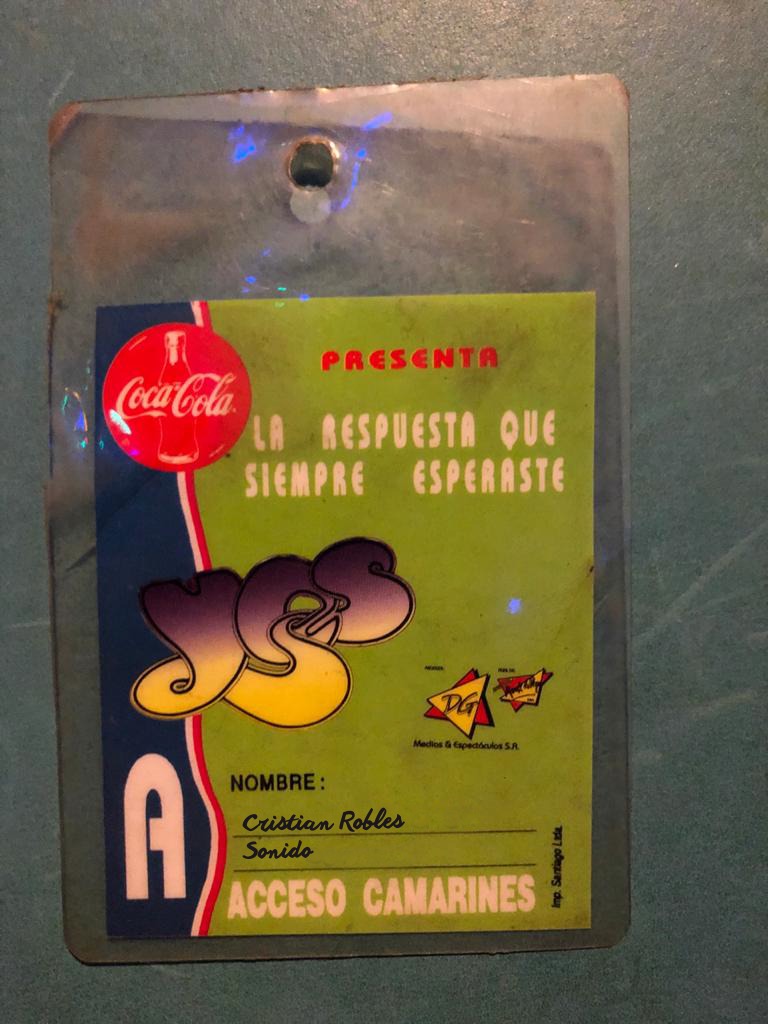 PRESENTA
Coca-Cola
LA RESPUESTA QUE
SIEMPRE ESPERASTE
yes
DG
Medios & Espectáculos S.A.
NOMBRE:
Cristian Robles
Sonido
A
ACCESO CAMARINES
Imp. Santiago Ltda.